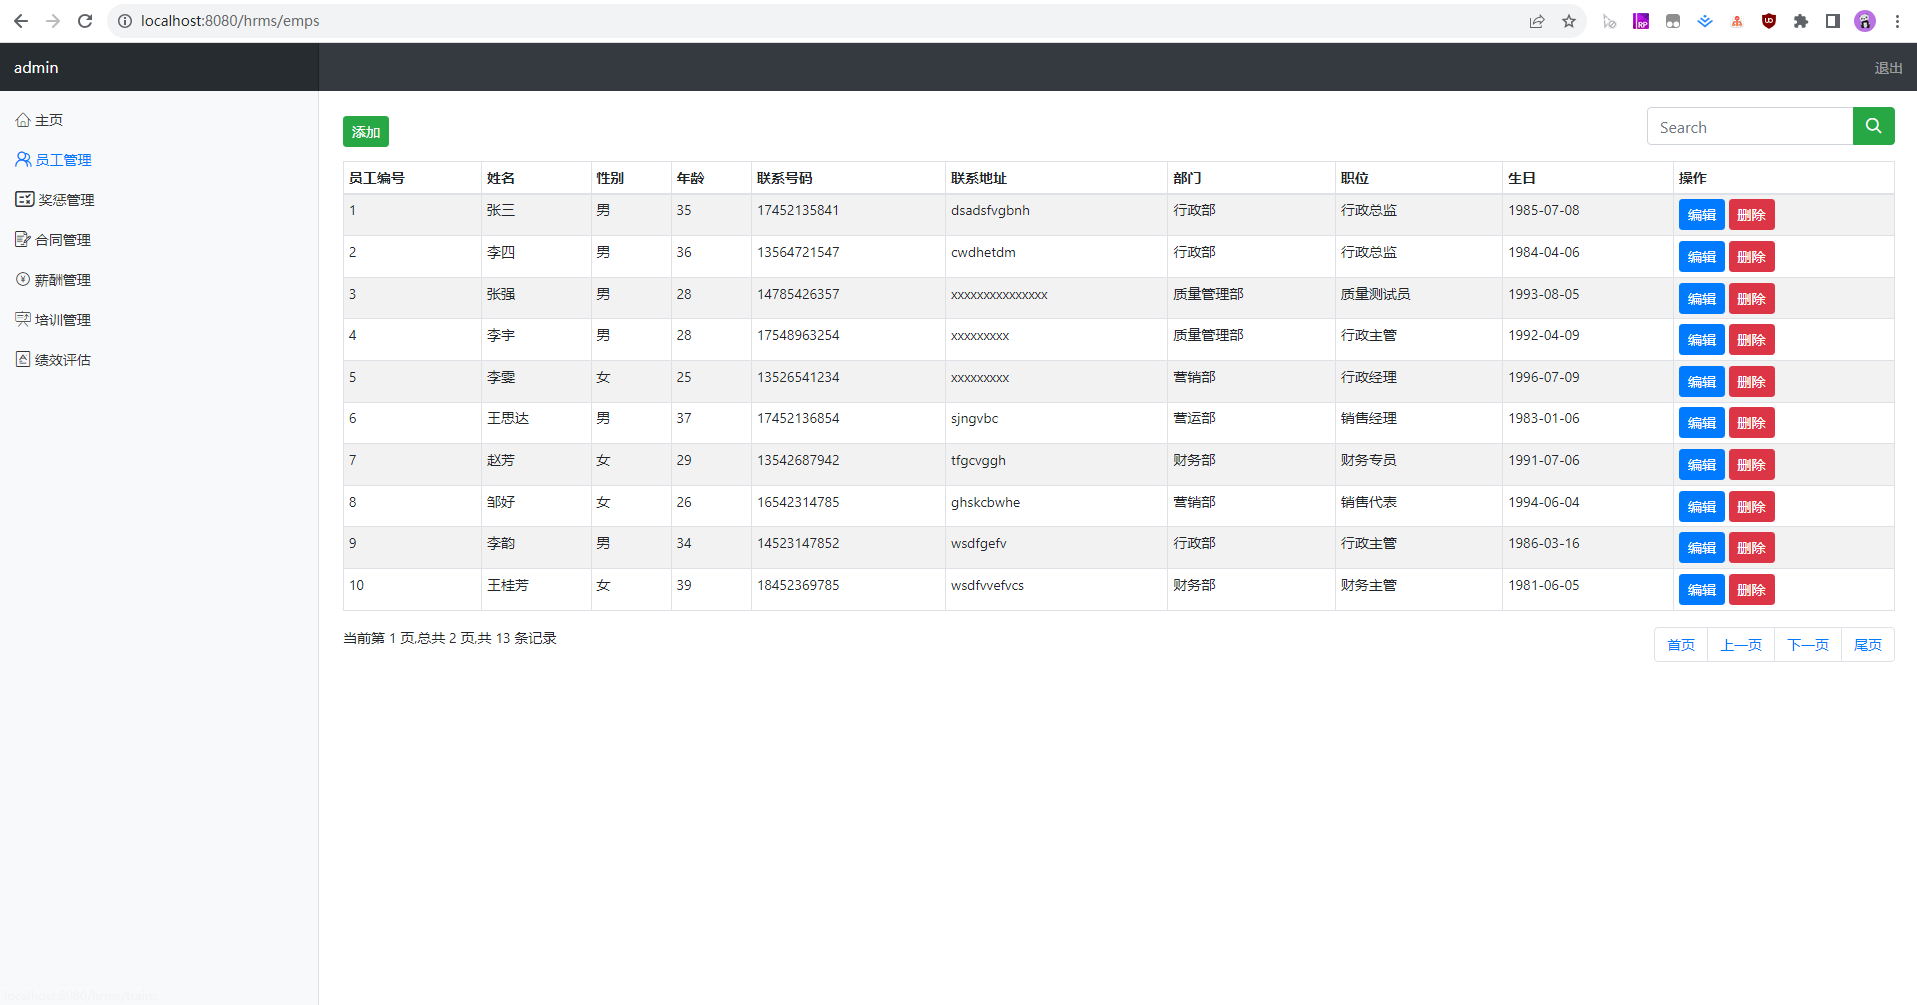 localhost:8080/hrms/emps
admin
退出
主页
员工管理
奖惩管理
合同管理
薪酬管理
培训管理
绩效评估
添加
Search
员工编号 姓名 性别 年龄 联系号码 联系地址 部门 职位 生日 操作
1 张三 男 35 17452135841 dsadsfvgbnh 行政部 行政总监 1985-07-08 编辑 删除
2 李四 男 36 13564721547 cwdhetdm 行政部 行政总监 1984-04-06 编辑 删除
3 张强 男 28 14785426357 xxxxxxxxxxxxxxx 质量管理部 质量测试员 1993-08-05 编辑 删除
4 李宇 男 28 17548963254 xxxxxxxxx 质量管理部 行政主管 1992-04-09 编辑 删除
5 李雯 女 25 13526541234 xxxxxxxxx 营销部 行政经理 1996-07-09 编辑 删除
6 王思达 男 37 17452136854 sjngvbc 营运部 销售经理 1983-01-06 编辑 删除
7 赵芳 女 29 13542687942 tfgcvggh 财务部 财务专员 1991-07-06 编辑 删除
8 邹好 女 26 16542314785 ghskcbwhe 营销部 销售代表 1994-06-04 编辑 删除
9 李韵 男 34 14523147852 wsdfgefv 行政部 行政主管 1986-03-16 编辑 删除
10 王桂芳 女 39 18452369785 wsdfvvefvcs 财务部 财务主管 1981-06-05 编辑 删除
当前第 1 页,总共 2 页,共 13 条记录
首页 上一页 下一页 尾页